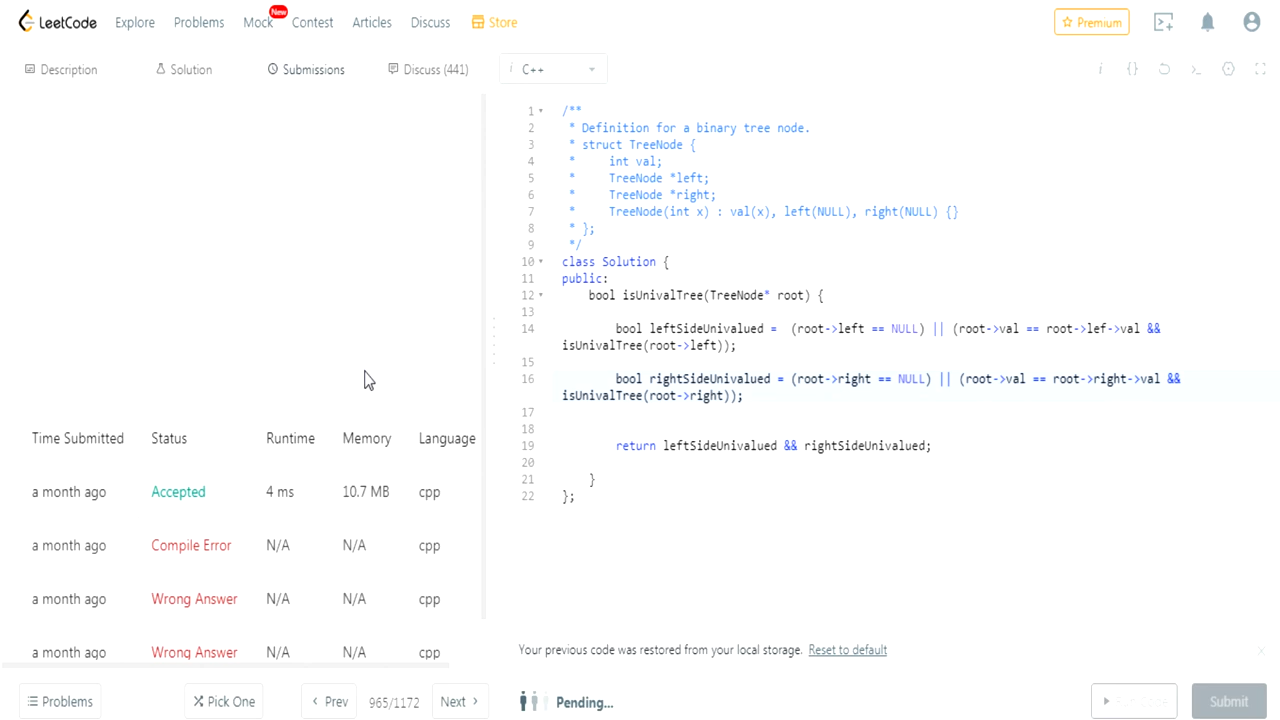 LeetCode Explore Problems Mock New Contest Articles Discuss Store Premium
Description Solution Submissions Discuss (441) i C++ i {}
1 /**
2 * Definition for a binary tree node.
3 * struct TreeNode {
4 * int val;
5 * TreeNode *left;
6 * TreeNode *right;
7 * TreeNode(int x) : val(x), left(NULL), right(NULL) {}
8 * };
9 */
10 class Solution {
11 public:
12 bool isUnivalTree(TreeNode* root) {
13
14 bool leftSideUnivalued = (root->left == NULL) || (root->val == root->lef->val &&
isUnivalTree(root->left));
15
16 bool rightSideUnivalued = (root->right == NULL) || (root->val == root->right->val &&
isUnivalTree(root->right));
17
18
19 return leftSideUnivalued && rightSideUnivalued;
20
21 }
22 };
Time Submitted Status Runtime Memory Language
a month ago Accepted 4 ms 10.7 MB cpp
a month ago Compile Error N/A N/A cpp
a month ago Wrong Answer N/A N/A cpp
a month ago Wrong Answer N/A N/A cpp
Your previous code was restored from your local storage. Reset to default
Problems Pick One Prev 965/1172 Next Pending... Submit